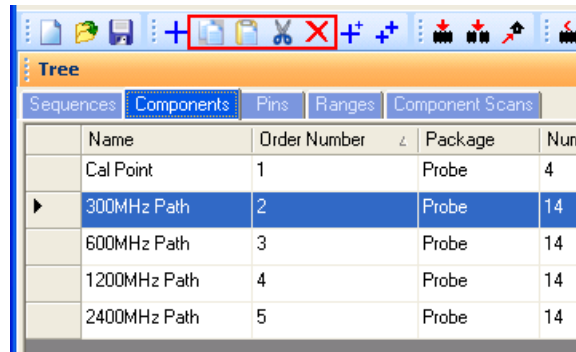 Tree
Sequences Components Pins Ranges Component Scans
Name Order Number Package
Cal Point 1 Probe 4
300MHz Path 2 Probe 14
600MHz Path 3 Probe 14
1200MHz Path 4 Probe 14
2400MHz Path 5 Probe 14